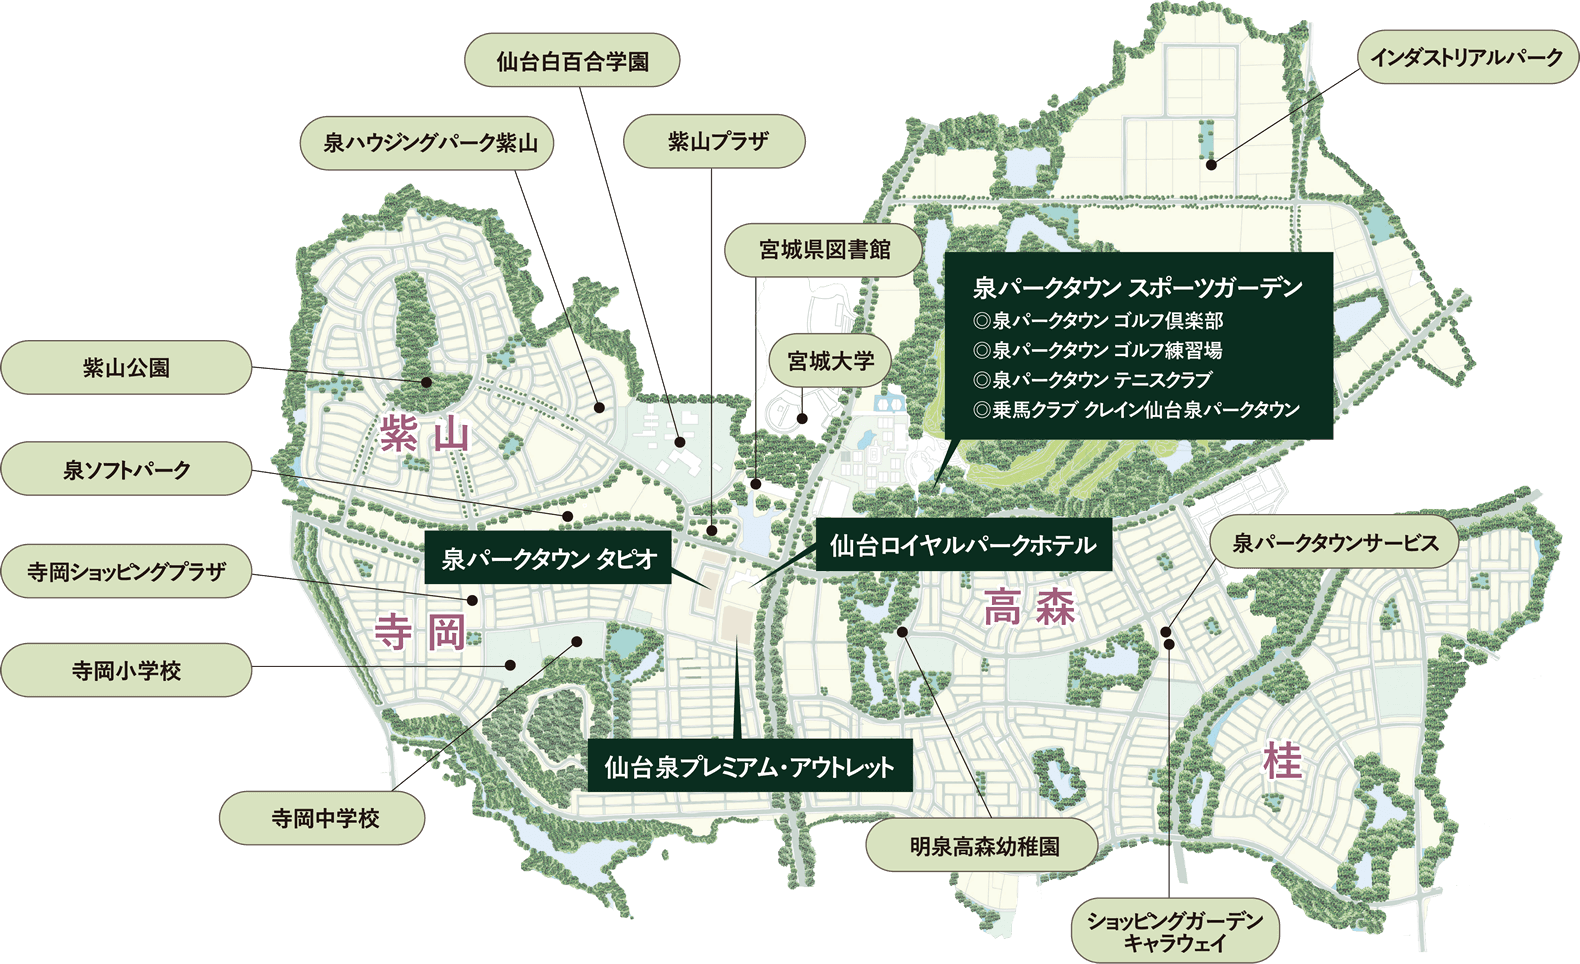 仙台白百合学園
インダストリアルパーク
泉ハウジングパーク紫山
紫山プラザ
宮城県図書館
泉パークタウン スポーツガーデン
◎泉パークタウン ゴルフ倶楽部
◎泉パークタウン ゴルフ練習場
◎泉パークタウン テニスクラブ
◎乗馬クラブ クレイン仙台泉パークタウン
宮城大学
紫山公園
紫山
泉ソフトパーク
泉パークタウン タピオ
仙台ロイヤルパークホテル
泉パークタウンサービス
寺岡ショッピングプラザ
高森
寺岡
寺岡小学校
仙台泉プレミアム・アウトレット
桂
寺岡中学校
明泉高森幼稚園
ショッピングガーデン
キャラウェイ